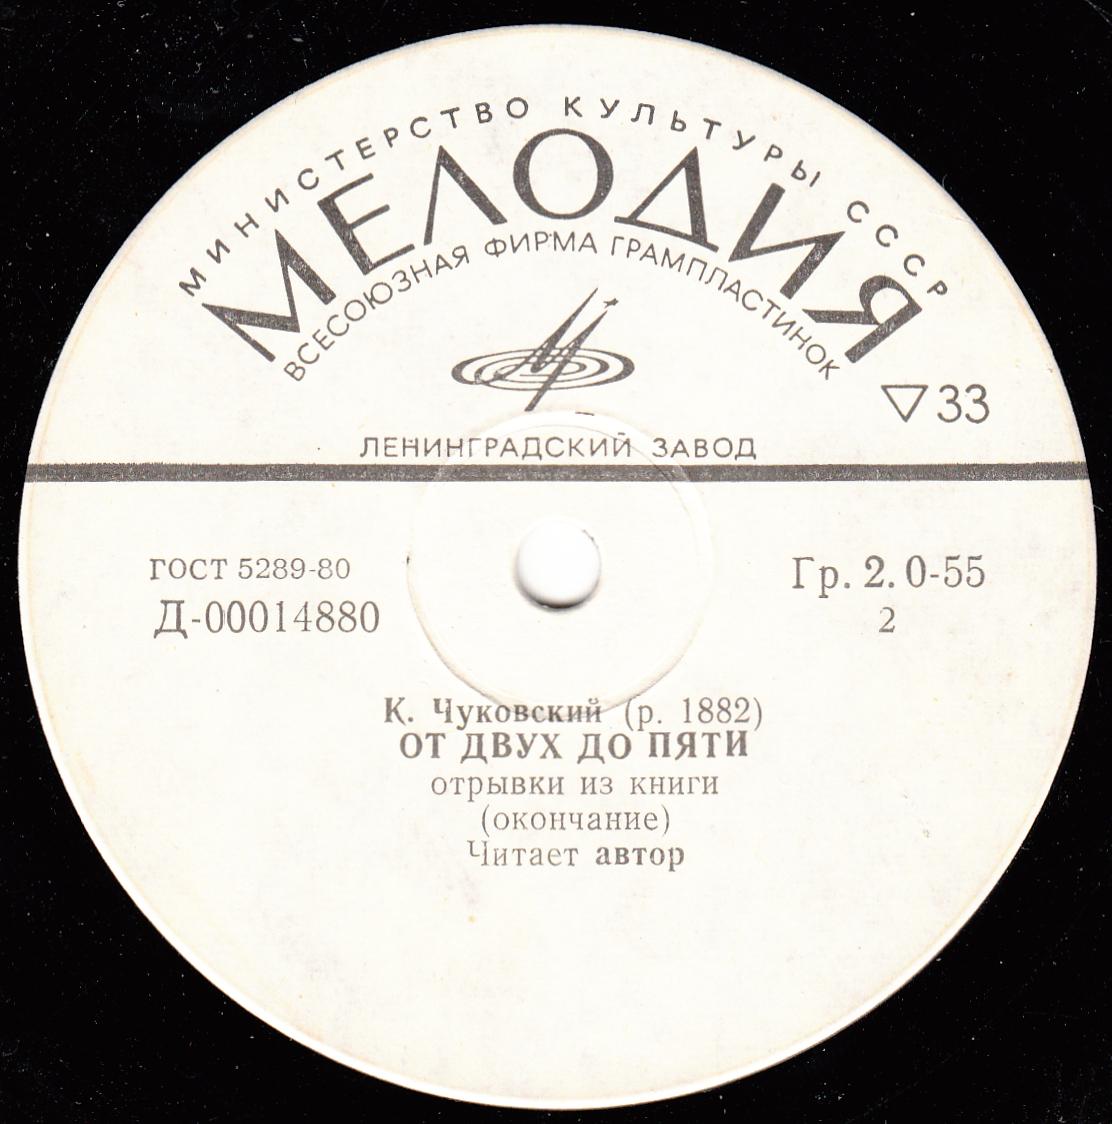 МИНИСТЕРСТВО КУЛЬТУРЫ СССР
МЕЛОДИЯ
ВСЕСОЮЗНАЯ ФИРМА ГРАМПЛАСТИНОК
33
ЛЕНИНГРАДСКИЙ ЗАВОД
ГОСТ 5289-80
Д-00014880
Гр. 2. 0-55
2
К. Чуковский (р. 1882)
ОТ ДВУХ ДО ПЯТИ
отрывки из книги
(окончание)
Читает автор